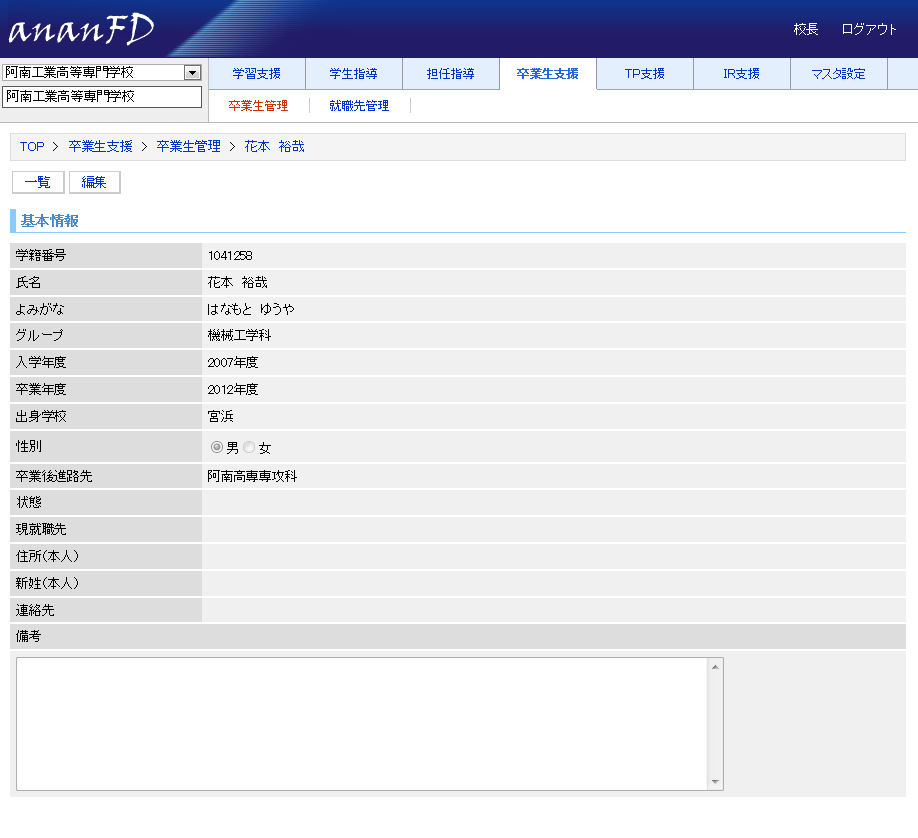 ananFD
校長 ログアウト
阿南工業高等専門学校
阿南工業高等専門学校
学習支援 学生指導 担任指導 卒業生支援 TP支援 IR支援 マスタ設定
卒業生管理 就職先管理
TOP > 卒業生支援 > 卒業生管理 > 花本 裕哉
一覧 編集
基本情報
学籍番号 1041258
氏名 花本 裕哉
よみがな はなもと ゆうや
グループ 機械工学科
入学年度 2007年度
卒業年度 2012年度
出身学校 宮浜
性別 男 女
卒業後進路先 阿南高専専攻科
状態
現就職先
住所(本人)
新姓(本人)
連絡先
備考